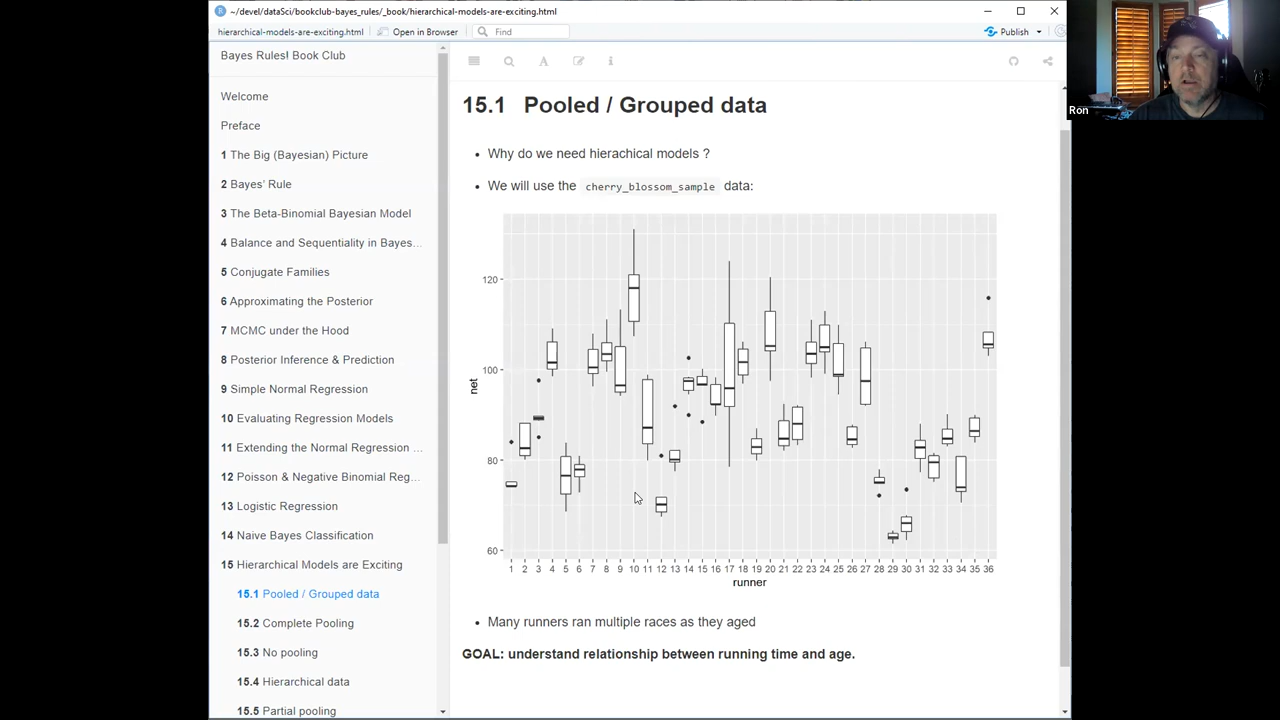 ~/devel/dataSci/bookclub-bayes_rules/_book/hierarchical-models-are-exciting.html
hierarchical-models-are-exciting.html
Open in Browser
Find
Publish
Bayes Rules! Book Club
Welcome
Preface
1 The Big (Bayesian) Picture
2 Bayes' Rule
3 The Beta-Binomial Bayesian Model
4 Balance and Sequentiality in Bayes...
5 Conjugate Families
6 Approximating the Posterior
7 MCMC under the Hood
8 Posterior Inference & Prediction
9 Simple Normal Regression
10 Evaluating Regression Models
11 Extending the Normal Regression ...
12 Poisson & Negative Binomial Reg...
13 Logistic Regression
14 Naive Bayes Classification
15 Hierarchical Models are Exciting
15.1 Pooled / Grouped data
15.2 Complete Pooling
15.3 No pooling
15.4 Hierarchical data
15.5 Partial pooling
A
i
15.1 Pooled / Grouped data
• Why do we need hierachical models ?
• We will use the cherry_blossom_sample data:
120
100
80
60
net
1 2 3 4 5 6 7 8 9 10 11 12 13 14 15 16 17 18 19 20 21 22 23 24 25 26 27 28 29 30 31 32 33 34 35 36
runner
• Many runners ran multiple races as they aged
GOAL: understand relationship between running time and age.
Ron